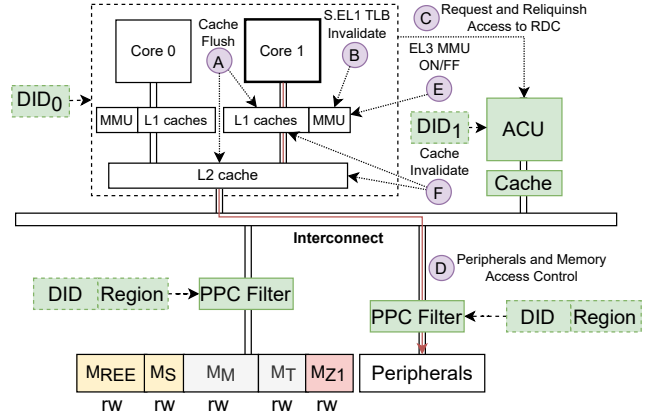 Cache
Flush
S.EL1 TLB
Invalidate
C
Request and Reliquinsh
Access to RDC
Core 0
Core 1
A
B
EL3 MMU
ON/FF
E
DID0
MMU
L1 caches
L1 caches
MMU
DID1
ACU
Cache
Invalidate
L2 cache
F
Cache
Interconnect
D
Peripherals and Memory
Access Control
DID
Region
PPC Filter
PPC Filter
DID
Region
MREE
MS
MM
MT
MZ1
Peripherals
rw
rw
rw
rw
rw